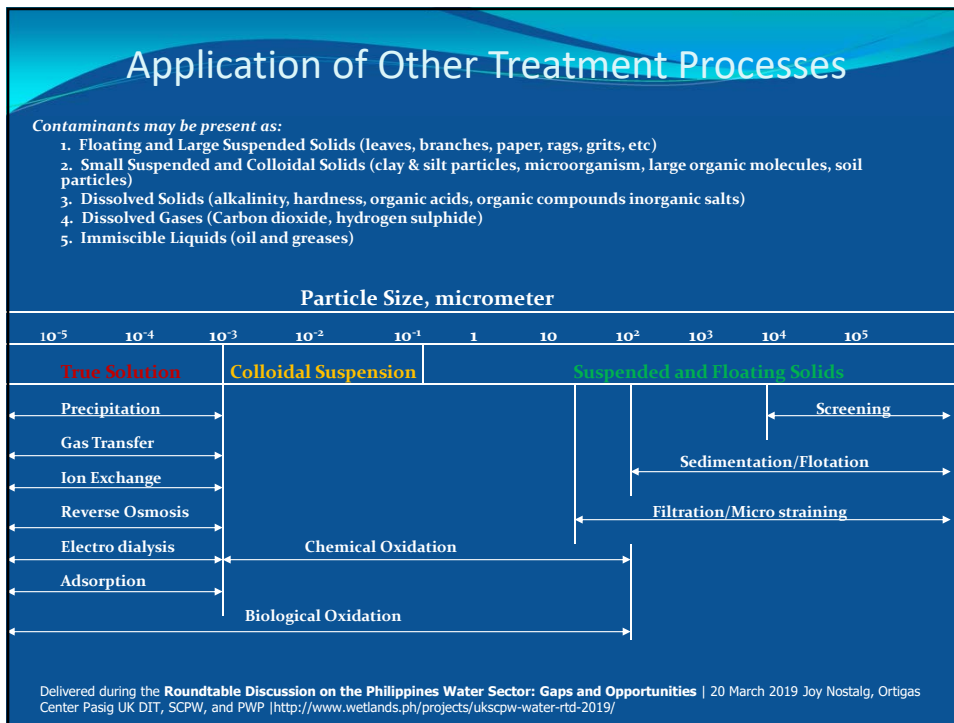 Application of Other Treatment Processes
Contaminants may be present as:
1. Floating and Large Suspended Solids (leaves, branches, paper, rags, grits, etc)
2. Small Suspended and Colloidal Solids (clay & silt particles, microorganism, large organic molecules, soil
particles)
3. Dissolved Solids (alkalinity, hardness, organic acids, organic compounds inorganic salts)
4. Dissolved Gases (Carbon dioxide, hydrogen sulphide)
5. Immiscible Liquids (oil and greases)
Particle Size, micrometer
10⁻⁵ 10⁻⁴ 10⁻³ 10⁻² 10⁻¹ 1 10 10² 10³ 10⁴ 10⁵
True Solution Colloidal Suspension Suspended and Floating Solids
Precipitation Screening
Gas Transfer Sedimentation/Flotation
Ion Exchange
Reverse Osmosis Filtration/Micro straining
Electro dialysis Chemical Oxidation
Adsorption
Biological Oxidation
Delivered during the Roundtable Discussion on the Philippines Water Sector: Gaps and Opportunities | 20 March 2019 Joy Nostalg, Ortigas
Center Pasig UK DIT, SCPW, and PWP |http://www.wetlands.ph/projects/ukscpw-water-rtd-2019/